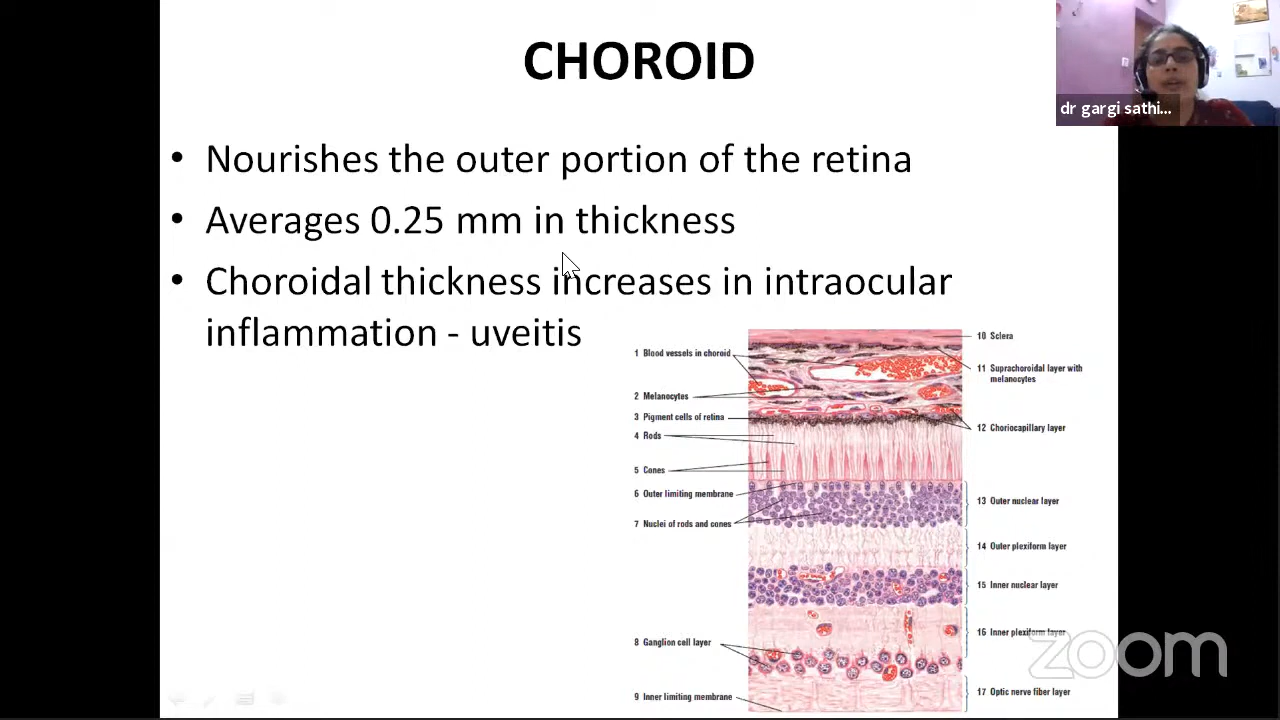 CHOROID
dr gargi sathi...
• Nourishes the outer portion of the retina
• Averages 0.25 mm in thickness
• Choroidal thickness increases in intraocular
inflammation - uveitis
1 Blood vessels in choroid
2 Melanocytes
3 Pigment cells of retina
4 Rods
5 Cones
6 Outer limiting membrane
7 Nuclei of rods and cones
8 Ganglion cell layer
9 Inner limiting membrane
10 Sclera
11 Suprachoroidal layer with
melanocytes
12 Choriocapillary layer
13 Outer nuclear layer
14 Outer plexiform layer
15 Inner nuclear layer
16 Inner plexiform layer
17 Optic nerve fiber layer
zoom